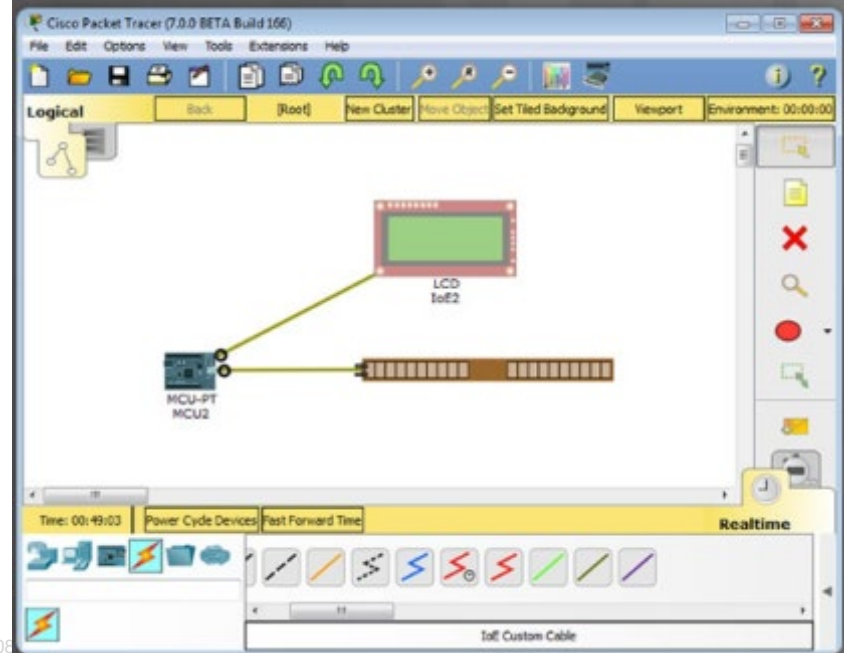 Cisco Packet Tracer (7.0.0 BETA Build 166)
File Edit Options View Tools Extensions Help
Logical Back [Root] New Cluster Move Object Set Tiled Background Viewport Environment: 00:00:00
LCD
IoE2
MCU-PT
MCU2
Time: 00:49:03 Power Cycle Devices Fast Forward Time Realtime
IoE Custom Cable
08